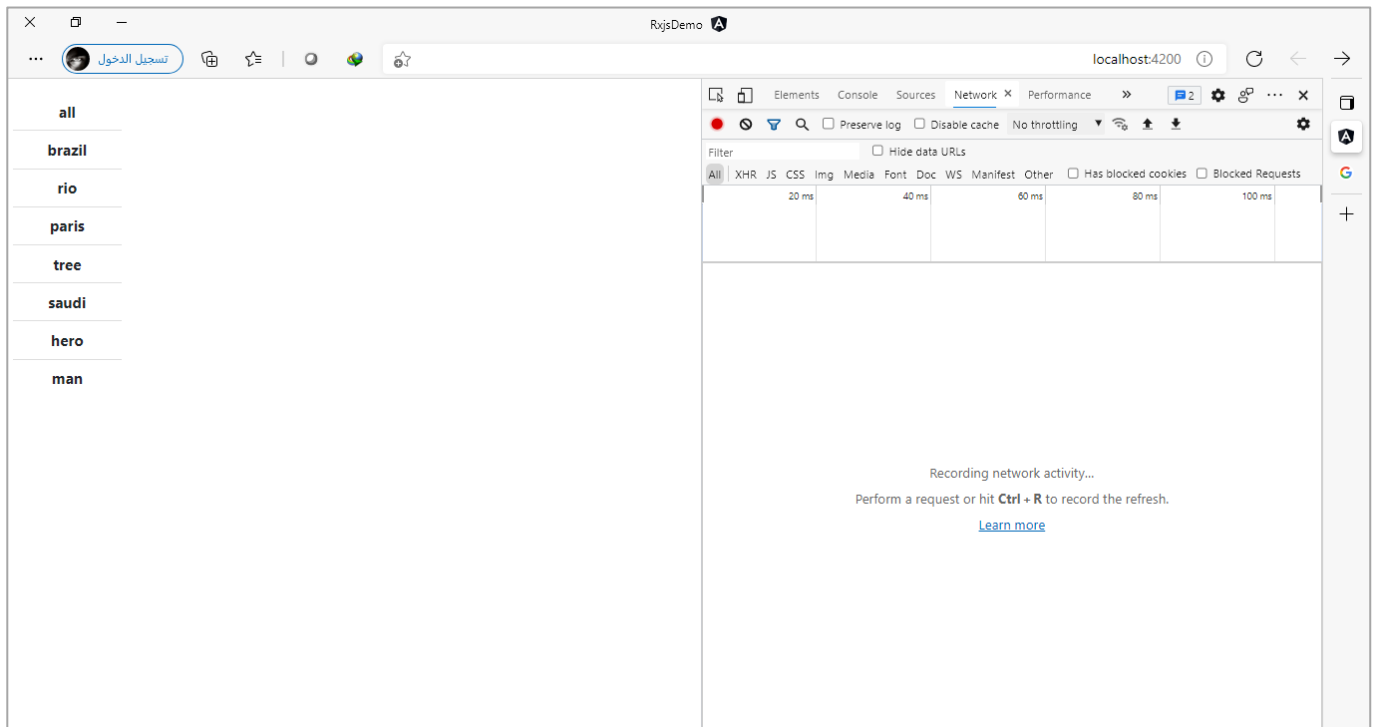 RxjsDemo
تسجيل الدخول
localhost:4200
all
brazil
rio
paris
tree
saudi
hero
man
Elements Console Sources Network Performance 2
Preserve log Disable cache No throttling
Filter Hide data URLs
All XHR JS CSS Img Media Font Doc WS Manifest Other Has blocked cookies Blocked Requests
20 ms 40 ms 60 ms 80 ms 100 ms
Recording network activity...
Perform a request or hit Ctrl + R to record the refresh.
Learn more